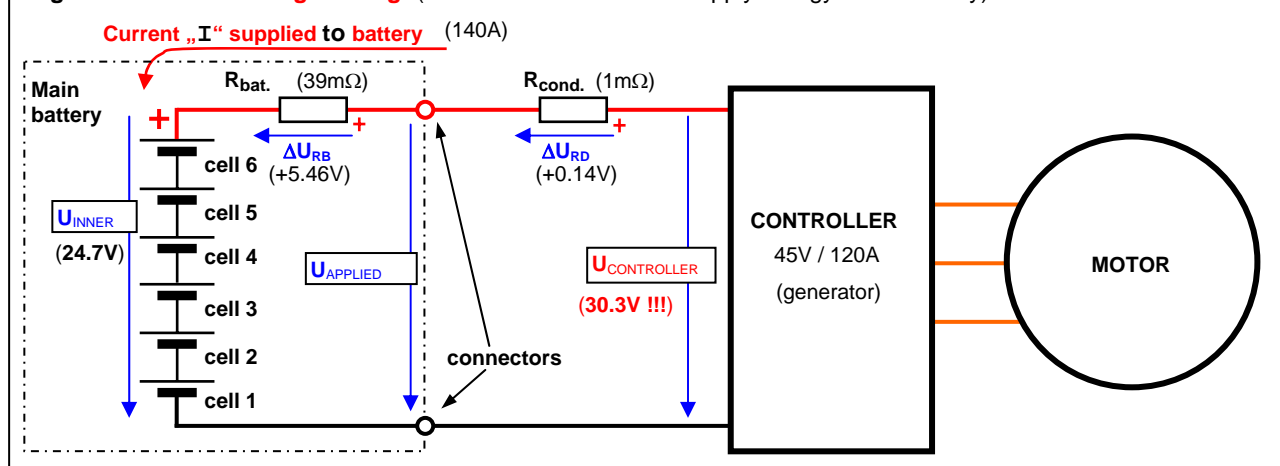 Current „I“ supplied to battery (140A)
Main
battery
Rbat. (39mΩ)
Rcond. (1mΩ)
+
+
+
ΔURB
(+5.46V)
ΔURD
(+0.14V)
cell 6
cell 5
cell 4
cell 3
cell 2
cell 1
UINNER
(24.7V)
UAPPLIED
UCONTROLLER
(30.3V !!!)
connectors
CONTROLLER
45V / 120A
(generator)
MOTOR